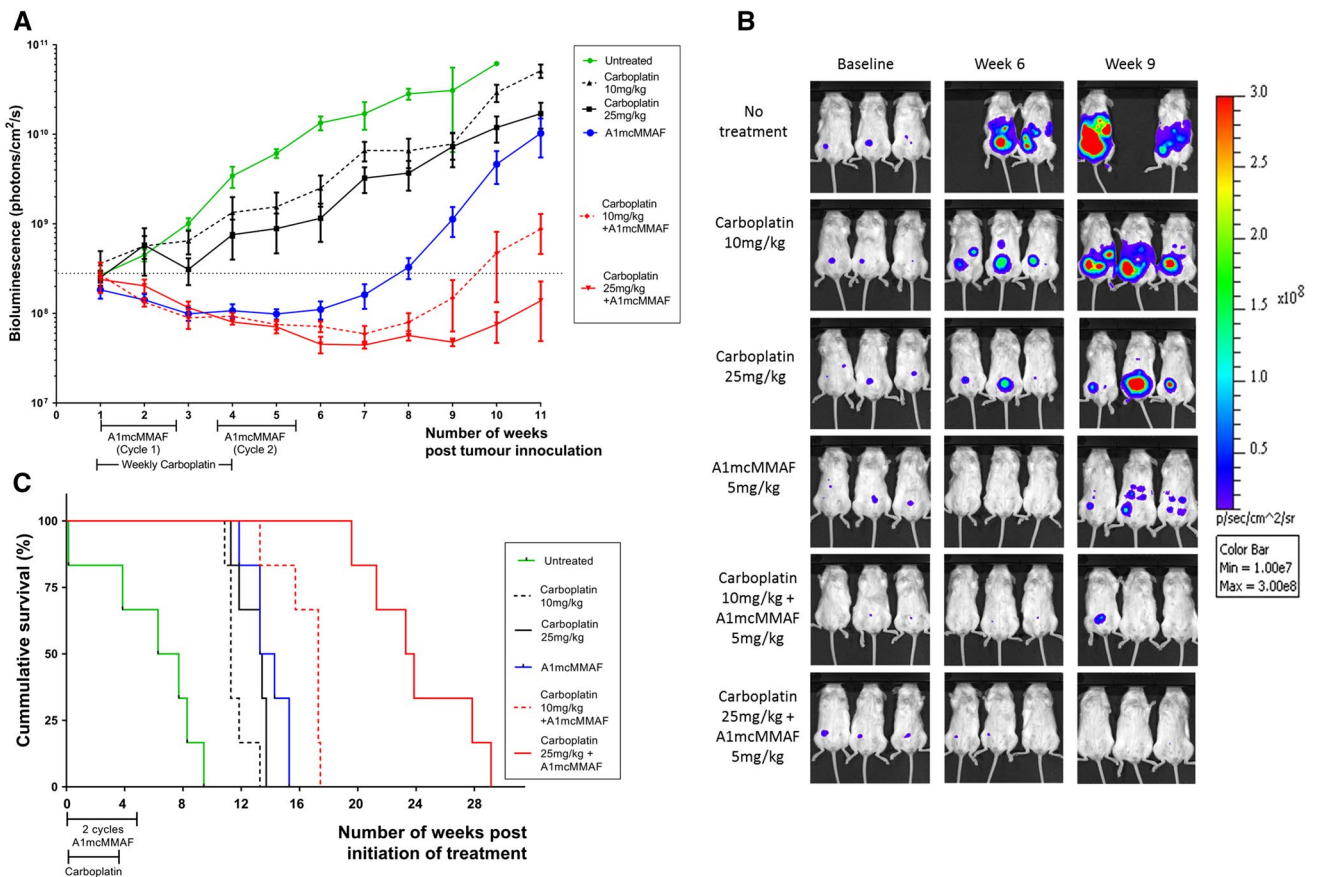 A
Bioluminescence (photons/cm^2/s)
10^11
10^10
10^9
10^8
10^7
0 1 2 3 4 5 6 7 8 9 10 11
A1mcMMAF
(Cycle 1)
A1mcMMAF
(Cycle 2)
Weekly Carboplatin
Number of weeks
post tumour innoculation
Untreated
Carboplatin
10mg/kg
Carboplatin
25mg/kg
A1mcMMAF
Carboplatin
10mg/kg
+A1mcMMAF
Carboplatin
25mg/kg
+A1mcMMAF
B
Baseline Week 6 Week 9
No
treatment
Carboplatin
10mg/kg
Carboplatin
25mg/kg
A1mcMMAF
5mg/kg
Carboplatin
10mg/kg +
A1mcMMAF
5mg/kg
Carboplatin
25mg/kg +
A1mcMMAF
5mg/kg
3.0
2.5
2.0
x10^8
1.5
1.0
0.5
p/sec/cm^2/sr
Color Bar
Min = 1.00e7
Max = 3.00e8
C
Cummulative survival (%)
100
75
50
25
0
0 4 8 12 16 20 24 28
2 cycles
A1mcMMAF
Carboplatin
Number of weeks post
initiation of treatment
Untreated
Carboplatin
10mg/kg
Carboplatin
25mg/kg
A1mcMMAF
Carboplatin
10mg/kg
+A1mcMMAF
Carboplatin
25mg/kg +
A1mcMMAF